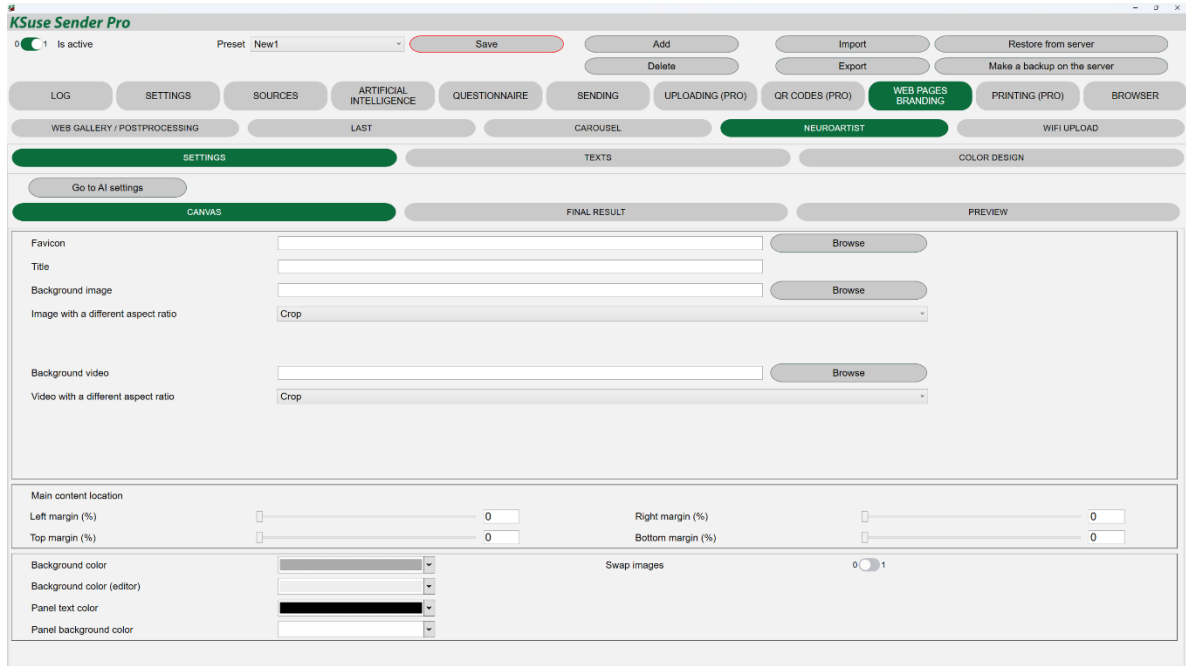 KSuse Sender Pro
0 1 Is active Preset New1 Save Add Import Restore from server
Delete Export Make a backup on the server
LOG SETTINGS SOURCES ARTIFICIAL INTELLIGENCE QUESTIONNAIRE SENDING UPLOADING (PRO) QR CODES (PRO) WEB PAGES BRANDING PRINTING (PRO) BROWSER
WEB GALLERY / POSTPROCESSING LAST CAROUSEL NEUROARTIST WIFI UPLOAD
SETTINGS TEXTS COLOR DESIGN
Go to AI settings
CANVAS FINAL RESULT PREVIEW
Favicon Browse
Title
Background image Browse
Image with a different aspect ratio Crop
Background video Browse
Video with a different aspect ratio Crop
Main content location
Left margin (%) 0 Right margin (%) 0
Top margin (%) 0 Bottom margin (%) 0
Background color Swap images 0 1
Background color (editor)
Panel text color
Panel background color